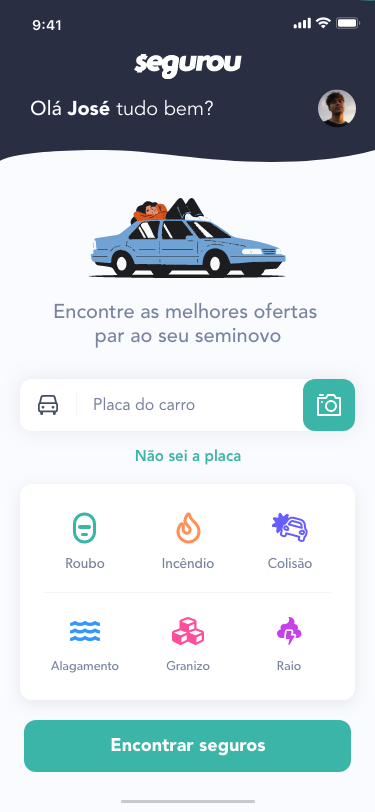 9:41
segurou
Olá José tudo bem?
Encontre as melhores ofertas
par ao seu seminovo
Placa do carro
Não sei a placa
Roubo Incêndio Colisão
Alagamento Granizo Raio
Encontrar seguros